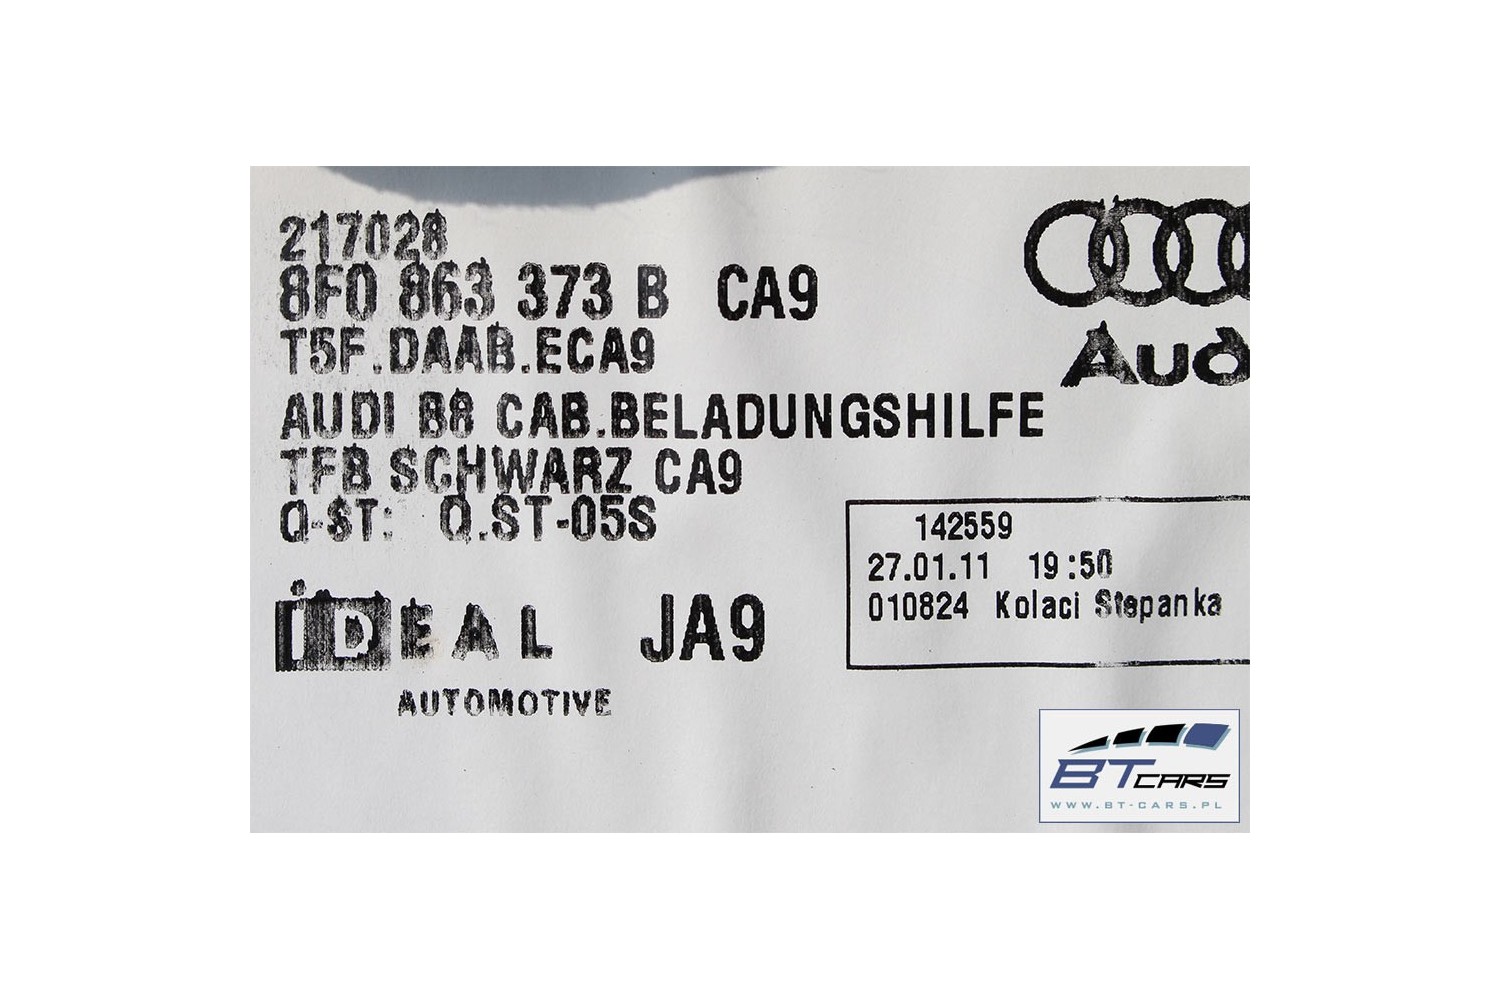 217028
8F0 863 373 B CA9
T5F.DAAB.ECA9
AUDI B8 CAB.BELADUNGSHILFE
TFB SCHWARZ CA9
Q-ST: Q.ST-05S
iDEAL JA9
AUTOMOTIVE
Aud
142559
27.01.11 19:50
010824 Kolaci Stepanka
BTCARS
WWW.BT-CARS.PL